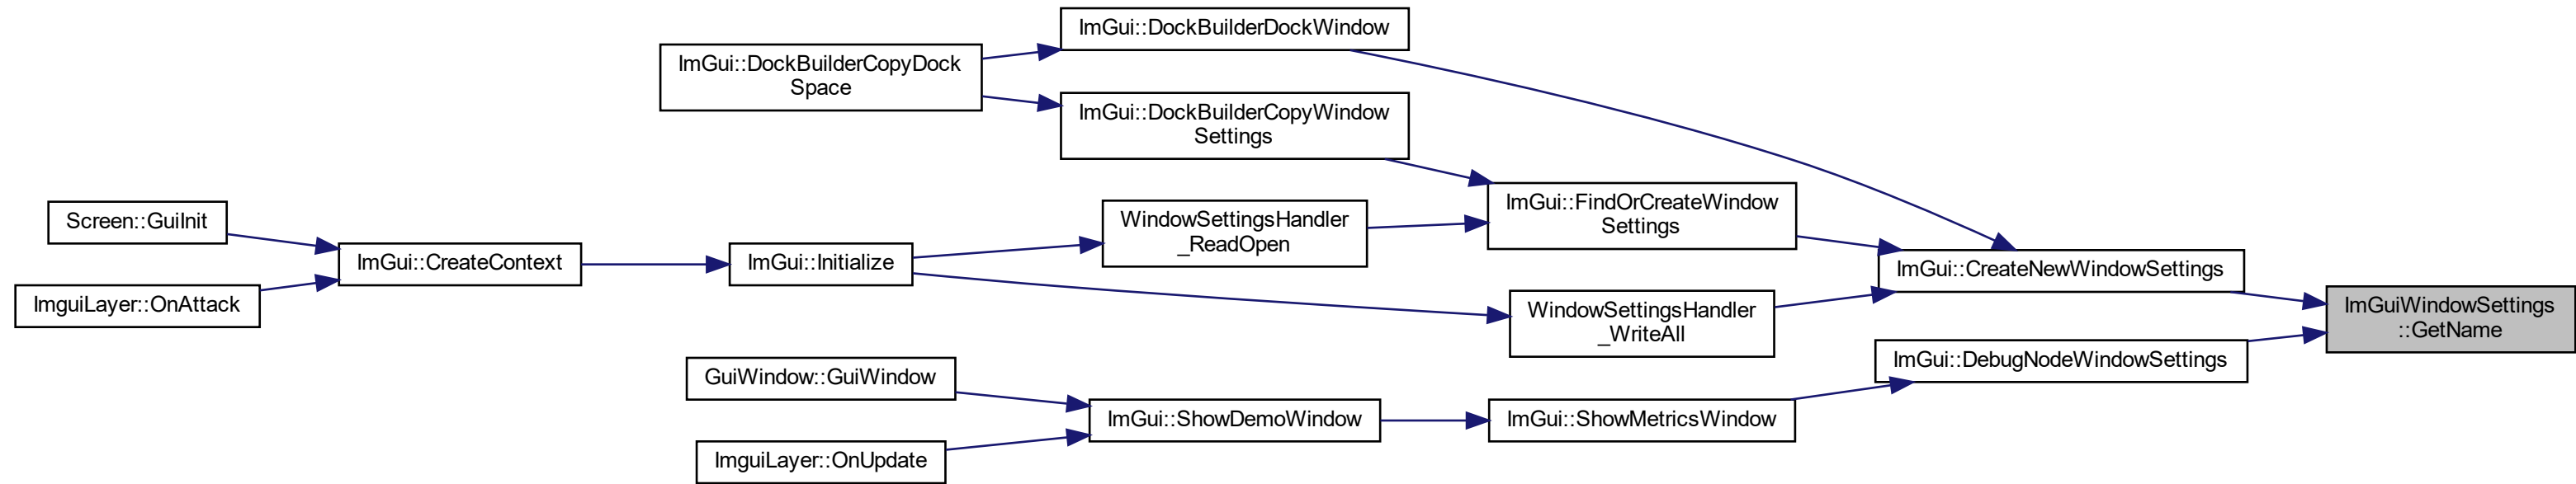 ImGui::DockBuilderDockWindow
ImGui::DockBuilderCopyDock
Space
ImGui::DockBuilderCopyWindow
Settings
ImGui::FindOrCreateWindow
Settings
WindowSettingsHandler
_ReadOpen
Screen::GuiInit
ImGui::CreateContext
ImGui::Initialize
ImGui::CreateNewWindowSettings
ImguiLayer::OnAttack
WindowSettingsHandler
_WriteAll
ImGuiWindowSettings
::GetName
ImGui::DebugNodeWindowSettings
GuiWindow::GuiWindow
ImGui::ShowDemoWindow
ImGui::ShowMetricsWindow
ImguiLayer::OnUpdate